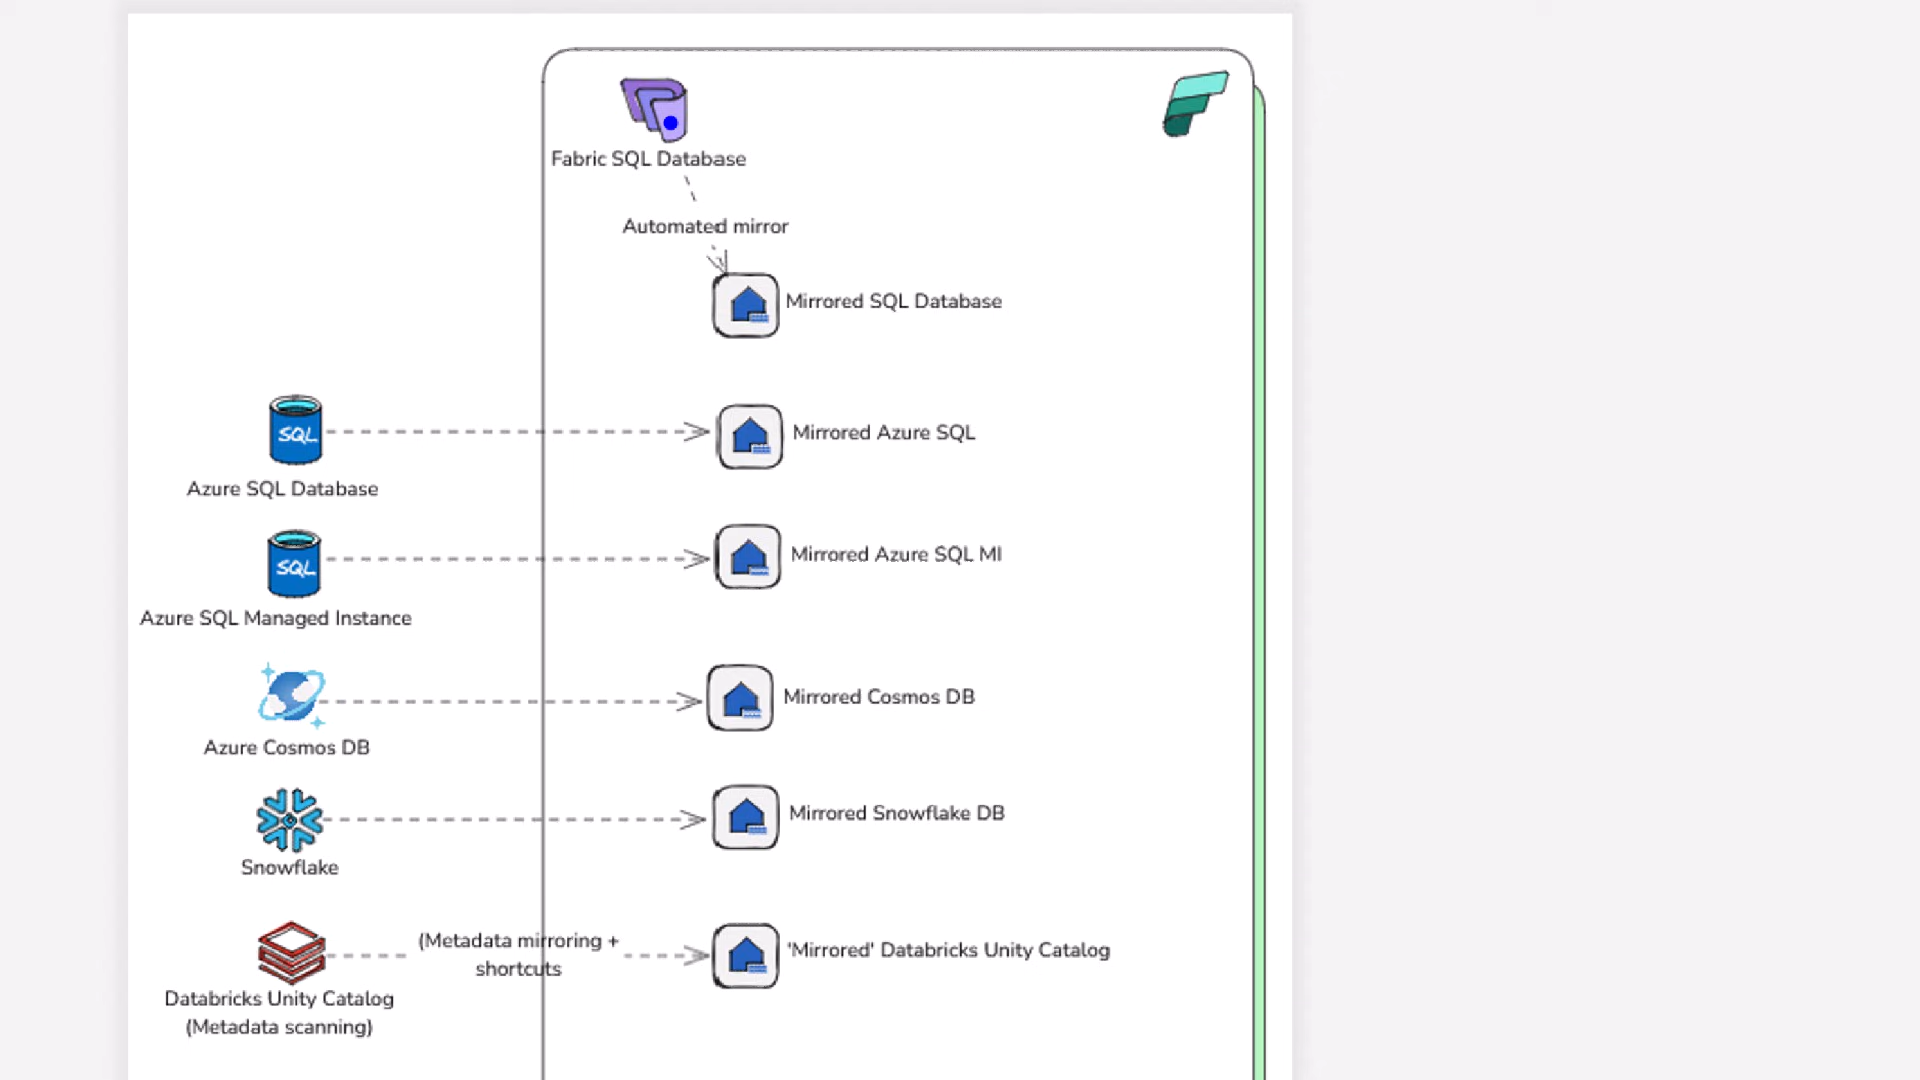 Fabric SQL Database
Automated mirror
Mirrored SQL Database
SQL
Mirrored Azure SQL
Azure SQL Database
SQL
Mirrored Azure SQL MI
Azure SQL Managed Instance
Mirrored Cosmos DB
Azure Cosmos DB
Mirrored Snowflake DB
Snowflake
(Metadata mirroring +
shortcuts
'Mirrored' Databricks Unity Catalog
Databricks Unity Catalog
(Metadata scanning)